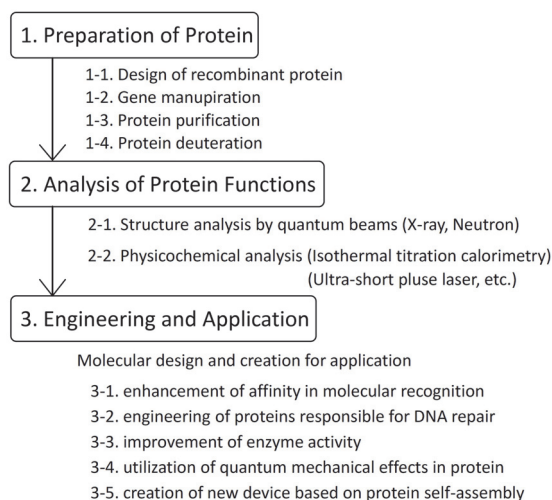 1. Preparation of Protein
1-1. Design of recombinant protein
1-2. Gene manupiration
1-3. Protein purification
1-4. Protein deuteration
2. Analysis of Protein Functions
2-1. Structure analysis by quantum beams (X-ray, Neutron)
2-2. Physicochemical analysis (Isothermal titration calorimetry)
(Ultra-short pluse laser, etc.)
3. Engineering and Application
Molecular design and creation for application
3-1. enhancement of affinity in molecular recognition
3-2. engineering of proteins responsible for DNA repair
3-3. improvement of enzyme activity
3-4. utilization of quantum mechanical effects in protein
3-5. creation of new device based on protein self-assembly